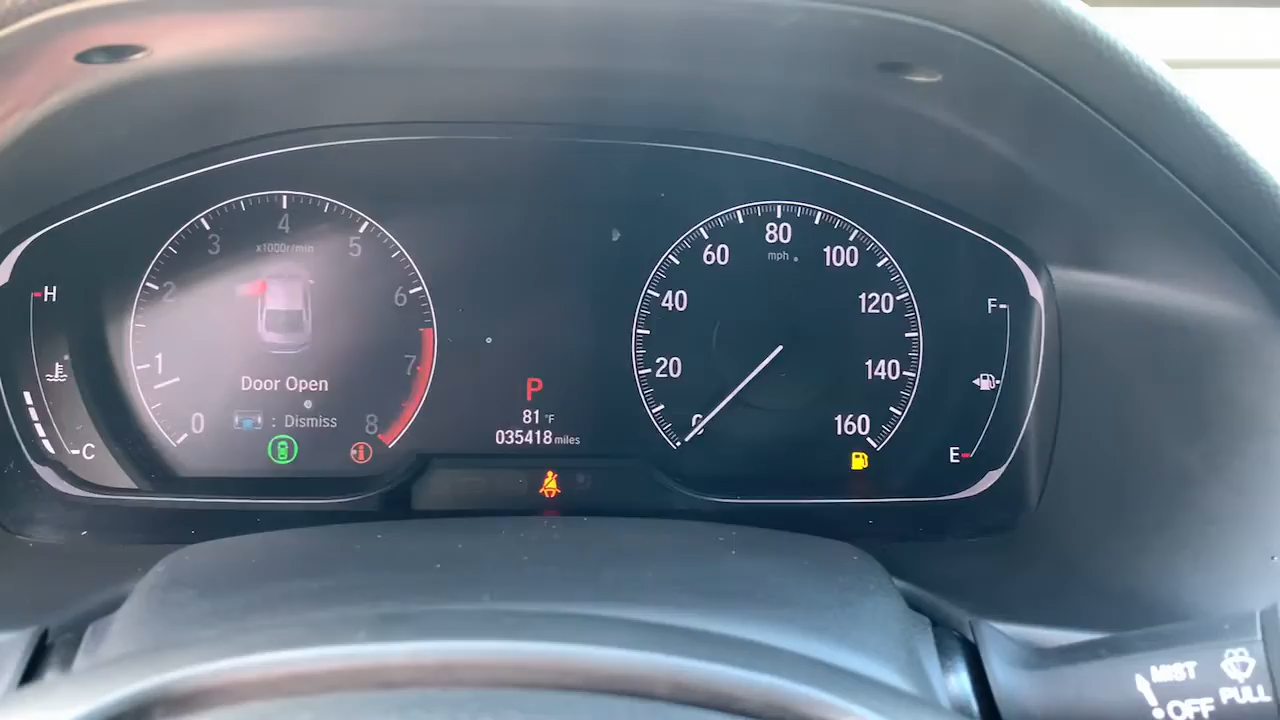 H
C
0
1
2
3
4
5
6
7
8
x1000r/min
Door Open
: Dismiss
P
81 °F
035418 miles
0
20
40
60
80
100
120
140
160
mph
F
E
MIST
OFF
PULL